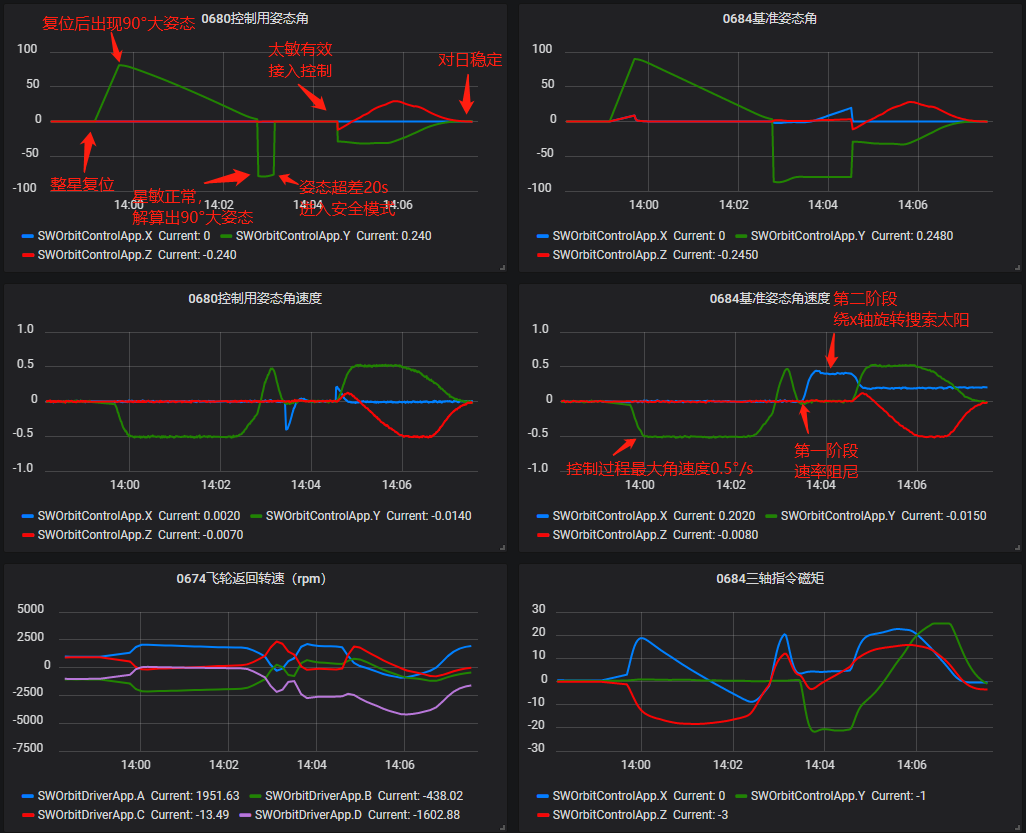 复位后出现90°大姿态
0680控制用姿态角
太敏有效
接入控制
对日稳定
100
50
0
-50
-100
整星复位
星敏正常，
解算出90°大姿态
姿态超差20s
进入安全模式
14:00
14:02
14:04
14:06
SWOrbitControlApp.X Current: 0
SWOrbitControlApp.Y Current: 0.240
SWOrbitControlApp.Z Current: -0.240
0684基准姿态角
100
50
0
-50
-100
14:00
14:02
14:04
14:06
SWOrbitControlApp.X Current: 0
SWOrbitControlApp.Y Current: 0.2480
SWOrbitControlApp.Z Current: -0.2450
0680控制用姿态角速度
1.0
0.5
0
-0.5
-1.0
14:00
14:02
14:04
14:06
SWOrbitControlApp.X Current: 0.0020
SWOrbitControlApp.Y Current: -0.0140
SWOrbitControlApp.Z Current: -0.0070
0684基准姿态角速度
第二阶段
绕x轴旋转搜索太阳
1.0
0.5
0
-0.5
-1.0
第一阶段
速率阻尼
控制过程最大角速度0.5°/s
14:00
14:02
14:04
14:06
SWOrbitControlApp.X Current: 0.2020
SWOrbitControlApp.Y Current: -0.0150
SWOrbitControlApp.Z Current: -0.0080
0674飞轮返回转速（rpm）
5000
2500
0
-2500
-5000
-7500
14:00
14:02
14:04
14:06
SWOrbitDriverApp.A Current: 1951.63
SWOrbitDriverApp.B Current: -438.02
SWOrbitDriverApp.C Current: -13.49
SWOrbitDriverApp.D Current: -1602.88
0684三轴指令磁矩
30
20
10
0
-10
-20
-30
14:00
14:02
14:04
14:06
SWOrbitControlApp.X Current: 0
SWOrbitControlApp.Y Current: -1
SWOrbitControlApp.Z Current: -3